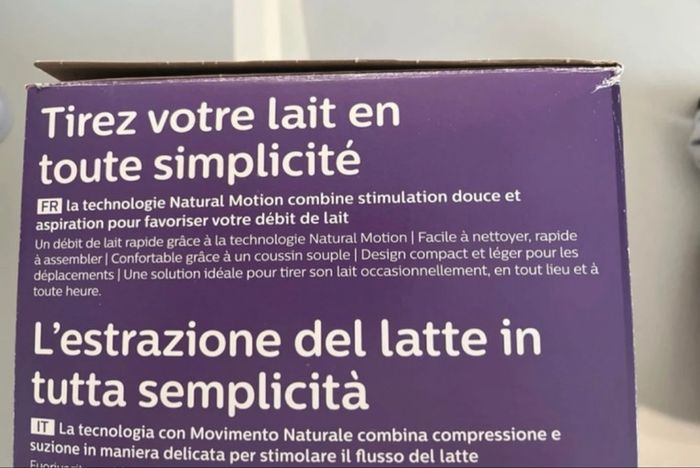 Tirez votre lait en
toute simplicité
FR la technologie Natural Motion combine stimulation douce et
aspiration pour favoriser votre débit de lait
Un débit de lait rapide grâce à la technologie Natural Motion | Facile à nettoyer, rapide
à assembler | Confortable grâce à un coussin souple | Design compact et léger pour les
déplacements | Une solution idéale pour tirer son lait occasionnellement, en tout lieu et à
toute heure.
L'estrazione del latte in
tutta semplicità
IT La tecnologia con Movimento Naturale combina compressione e
suzione in maniera delicata per stimolare il flusso del latte